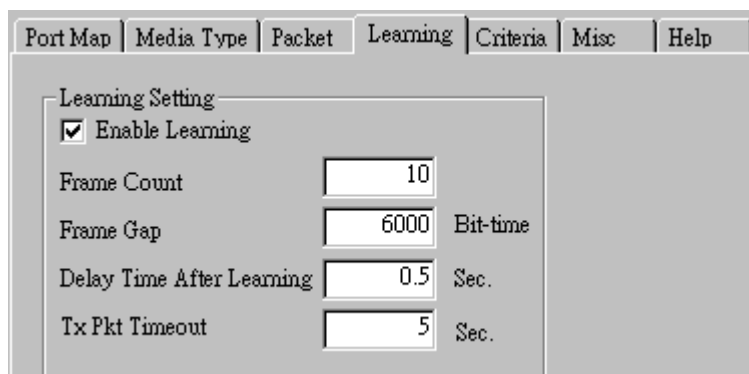 Port Map Media Type Packet Learning Criteria Misc Help
Learning Setting
Enable Learning
Frame Count 10
Frame Gap 6000 Bit-time
Delay Time After Learning 0.5 Sec.
Tx Pkt Timeout 5 Sec.